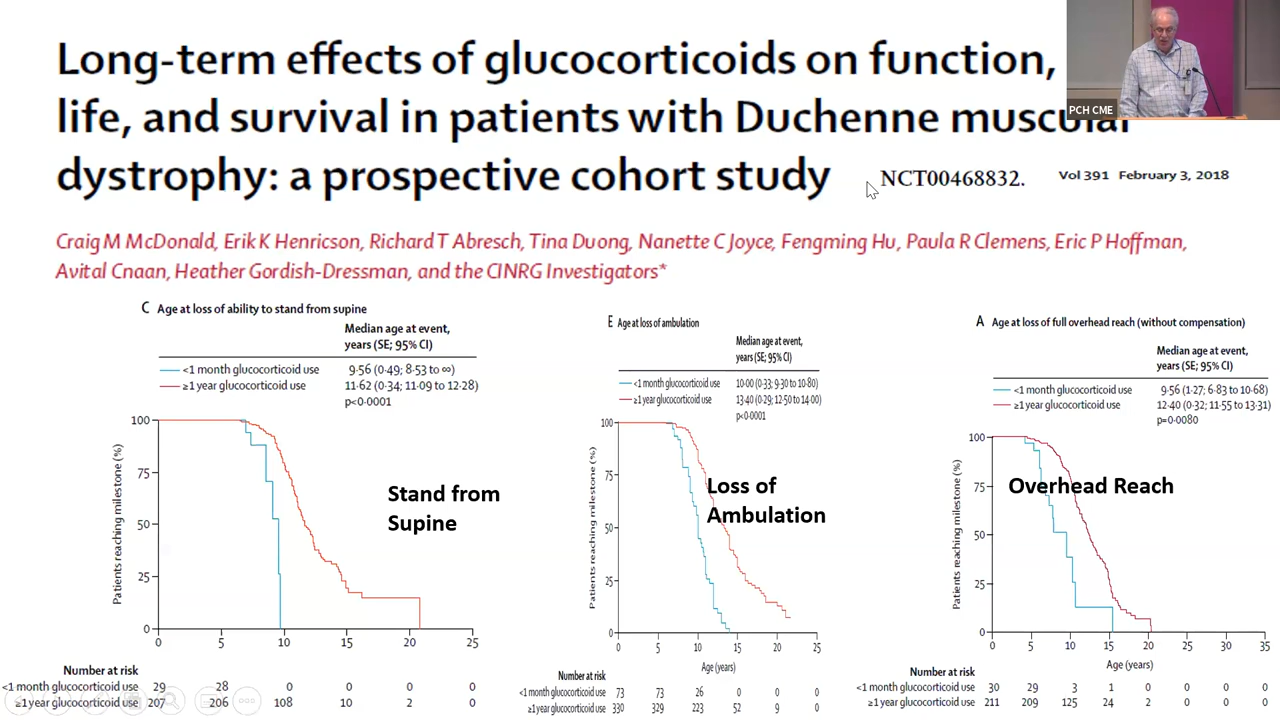 Long-term effects of glucocorticoids on function,
life, and survival in patients with Duchenne muscular
dystrophy: a prospective cohort study
NCT00468832.
Vol 391 February 3, 2018
PCH CME
Craig M McDonald, Erik K Henricson, Richard T Abresch, Tina Duong, Nanette C Joyce, Fengming Hu, Paula R Clemens, Eric P Hoffman,
Avital Cnaan, Heather Gordish-Dressman, and the CINRG Investigators*
C Age at loss of ability to stand from supine
Median age at event,
years (SE; 95% CI)
<1 month glucocorticoid use 9·56 (0·49; 8·53 to ∞)
≥1 year glucocorticoid use 11·62 (0·34; 11·09 to 12·28)
p<0·0001
Patients reaching milestone (%)
100
75
50
25
0
0 5 10 15 20 25
Stand from
Supine
Number at risk
<1 month glucocorticoid use 29 28 0 0 0 0
≥1 year glucocorticoid use 207 206 108 10 2 0
E Age at loss of ambulation
Median age at event,
years (SE; 95% CI)
<1 month glucocorticoid use 10·00 (0·33; 9·30 to 10·80)
≥1 year glucocorticoid use 13·40 (0·29; 12·50 to 14·00)
p<0·0001
Patients reaching milestone (%)
100
75
50
25
0
0 5 10 15 20 25
Age (years)
Loss of
Ambulation
Number at risk
<1 month glucocorticoid use 73 73 26 0 0 0
≥1 year glucocorticoid use 330 329 223 52 9 0
A Age at loss of full overhead reach (without compensation)
Median age at event,
years (SE; 95% CI)
<1 month glucocorticoid use 9·56 (1·27; 6·83 to 10·68)
≥1 year glucocorticoid use 12·40 (0·32; 11·55 to 13·31)
p=0·0080
Patients reaching milestone (%)
100
75
50
25
0
0 5 10 15 20 25 30 35
Age (years)
Overhead Reach
Number at risk
<1 month glucocorticoid use 30 29 3 1 0 0 0 0
≥1 year glucocorticoid use 211 209 125 24 2 0 0 0